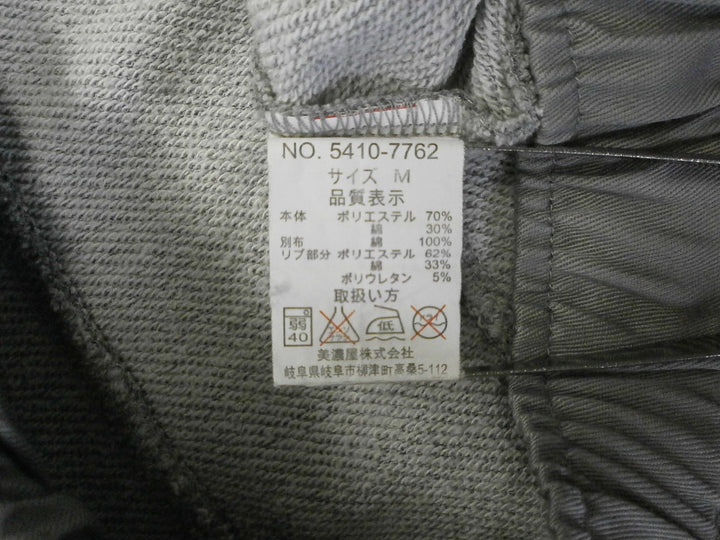 NO. 5410-7762
サイズ M
品質表示
本体 ポリエステル 70%
綿 30%
別布 綿 100%
リブ部分 ポリエステル 62%
綿 33%
ポリウレタン 5%
取扱い方
弱 40 低
美濃屋株式会社
岐阜県岐阜市柳津町高桑5-112